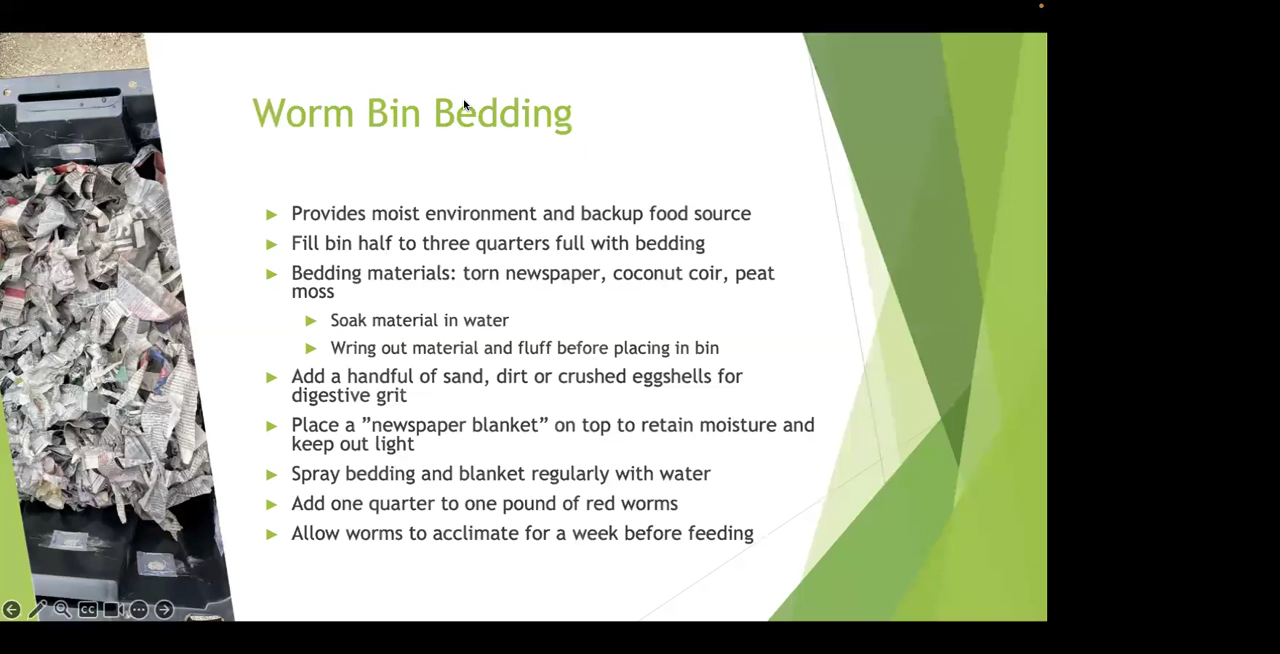 Worm Bin Bedding
Provides moist environment and backup food source
Fill bin half to three quarters full with bedding
Bedding materials: torn newspaper, coconut coir, peat
moss
Soak material in water
Wring out material and fluff before placing in bin
Add a handful of sand, dirt or crushed eggshells for
digestive grit
Place a ”newspaper blanket” on top to retain moisture and
keep out light
Spray bedding and blanket regularly with water
Add one quarter to one pound of red worms
Allow worms to acclimate for a week before feeding
CC